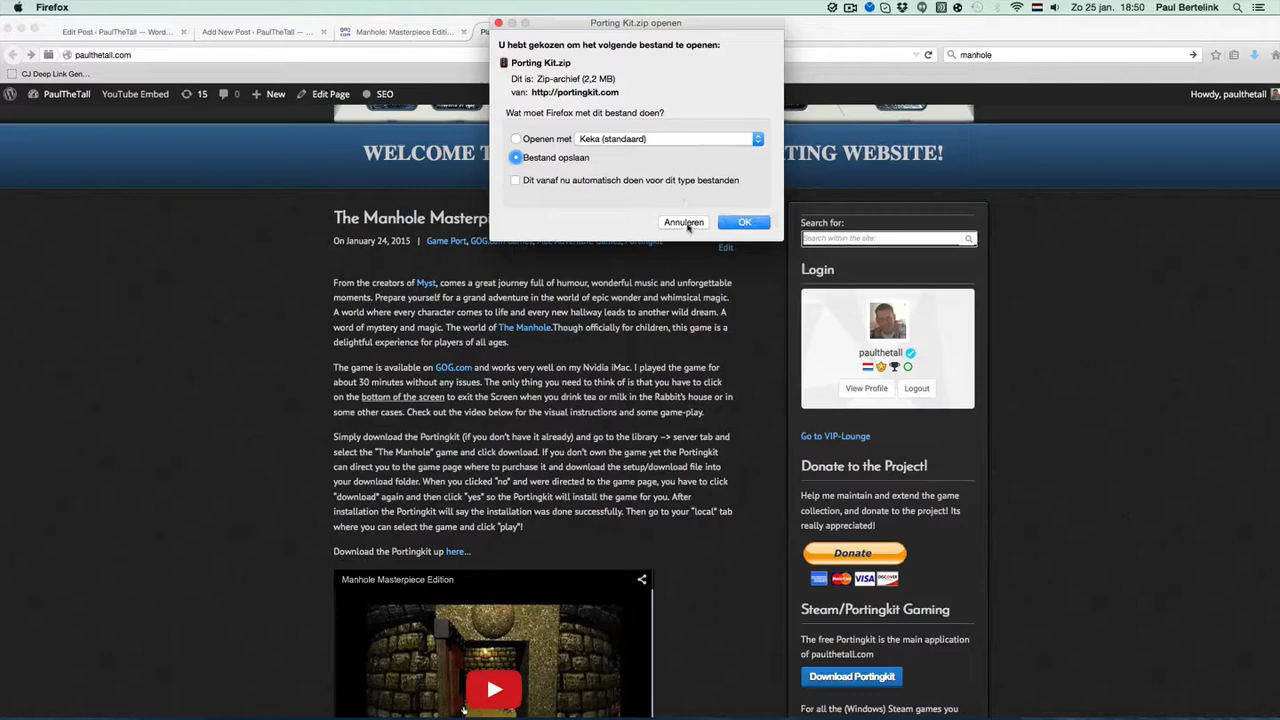 Firefox
Zo 25 jan. 18:50 Paul Bertelink
Porting Kit.zip openen
Edit Post ‹ PaulTheTall — Word...
Add New Post ‹ PaulTheTall —...
Manhole: Masterpiece Editi...
paulthetall.com
manhole
CJ Deep Link Gen...
PaulTheTall YouTube Embed 15 0 New Edit Page SEO
Howdy, paulthetall
U hebt gekozen om het volgende bestand te openen:
Porting Kit.zip
Dit is: Zip-archief (2,2 MB)
van: http://portingkit.com
Wat moet Firefox met dit bestand doen?
Openen met Keka (standaard)
Bestand opslaan
Dit vanaf nu automatisch doen voor dit type bestanden
Annuleren OK
WELCOME T
TING WEBSITE!
The Manhole Masterpi
On January 24, 2015 | Game Port, GOG.com Games, Mac Adventure Games, Portingkit
Edit
From the creators of Myst, comes a great journey full of humour, wonderful music and unforgettable
moments. Prepare yourself for a grand adventure in the world of epic wonder and whimsical magic.
A world where every character comes to life and every new hallway leads to another wild dream. A
word of mystery and magic. The world of The Manhole.Though officially for children, this game is a
delightful experience for players of all ages.
The game is available on GOG.com and works very well on my Nvidia iMac. I played the game for
about 30 minutes without any issues. The only thing you need to think of is that you have to click
on the bottom of the screen to exit the Screen when you drink tea or milk in the Rabbit's house or in
some other cases. Check out the video below for the visual instructions and some game-play.
Simply download the Portingkit (if you don't have it already) and go to the library –> server tab and
select the "The Manhole" game and click download. If you don't own the game yet the Portingkit
can direct you to the game page where to purchase it and download the setup/download file into
your download folder. When you clicked "no" and were directed to the game page, you have to click
"download" again and then click "yes" so the Portingkit will install the game for you. After
installation the Portingkit will say the installation was done successfully. Then go to your "local" tab
where you can select the game and click "play"!
Download the Portingkit up here...
Manhole Masterpiece Edition
Search for:
Search within the site:
Login
paulthetall
View Profile Logout
Go to VIP-Lounge
Donate to the Project!
Help me maintain and extend the game
collection, and donate to the project! Its
really appreciated!
Donate
Steam/Portingkit Gaming
The free Portingkit is the main application
of paulthetall.com
Download Portingkit
For all the (Windows) Steam games you